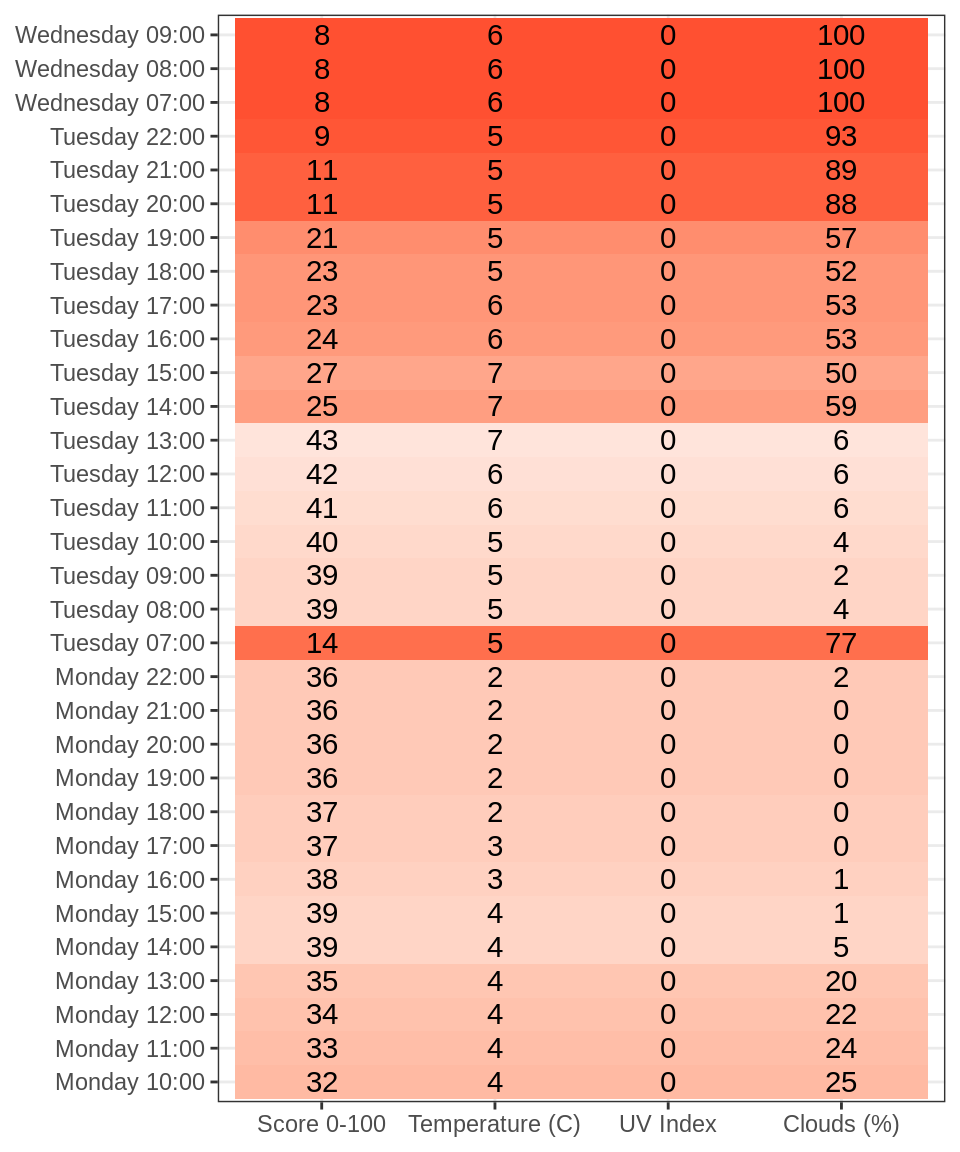 Wednesday 09:00 8 6 0 100
Wednesday 08:00 8 6 0 100
Wednesday 07:00 8 6 0 100
Tuesday 22:00 9 5 0 93
Tuesday 21:00 11 5 0 89
Tuesday 20:00 11 5 0 88
Tuesday 19:00 21 5 0 57
Tuesday 18:00 23 5 0 52
Tuesday 17:00 23 6 0 53
Tuesday 16:00 24 6 0 53
Tuesday 15:00 27 7 0 50
Tuesday 14:00 25 7 0 59
Tuesday 13:00 43 7 0 6
Tuesday 12:00 42 6 0 6
Tuesday 11:00 41 6 0 6
Tuesday 10:00 40 5 0 4
Tuesday 09:00 39 5 0 2
Tuesday 08:00 39 5 0 4
Tuesday 07:00 14 5 0 77
Monday 22:00 36 2 0 2
Monday 21:00 36 2 0 0
Monday 20:00 36 2 0 0
Monday 19:00 36 2 0 0
Monday 18:00 37 2 0 0
Monday 17:00 37 3 0 0
Monday 16:00 38 3 0 1
Monday 15:00 39 4 0 1
Monday 14:00 39 4 0 5
Monday 13:00 35 4 0 20
Monday 12:00 34 4 0 22
Monday 11:00 33 4 0 24
Monday 10:00 32 4 0 25
Score 0-100 Temperature (C) UV Index Clouds (%)